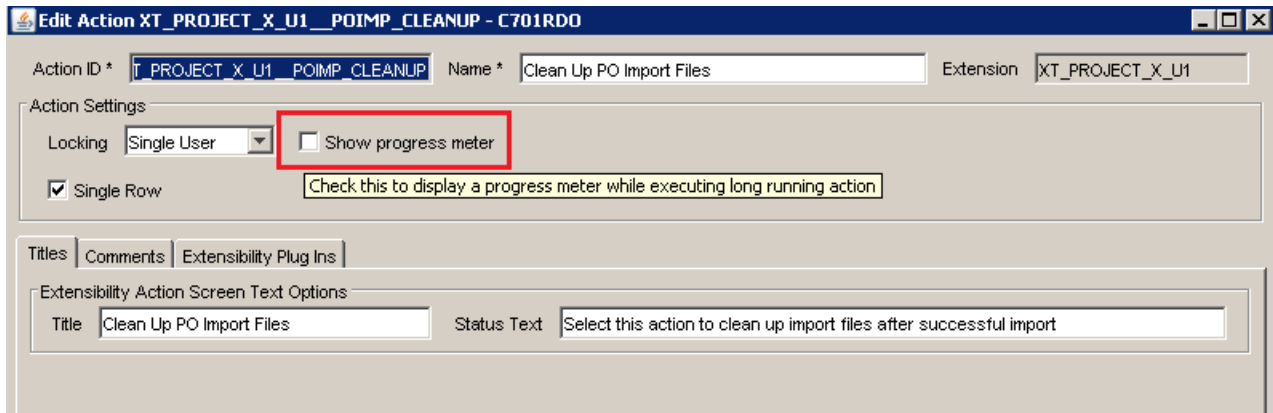 Edit Action XT_PROJECT_X_U1__POIMP_CLEANUP - C701RDO
Action ID * T_PROJECT_X_U1__POIMP_CLEANUP Name * Clean Up PO Import Files Extension XT_PROJECT_X_U1
Action Settings
Locking Single User Show progress meter
Single Row Check this to display a progress meter while executing long running action
Titles Comments Extensibility Plug Ins
Extensibility Action Screen Text Options
Title Clean Up PO Import Files Status Text Select this action to clean up import files after successful import